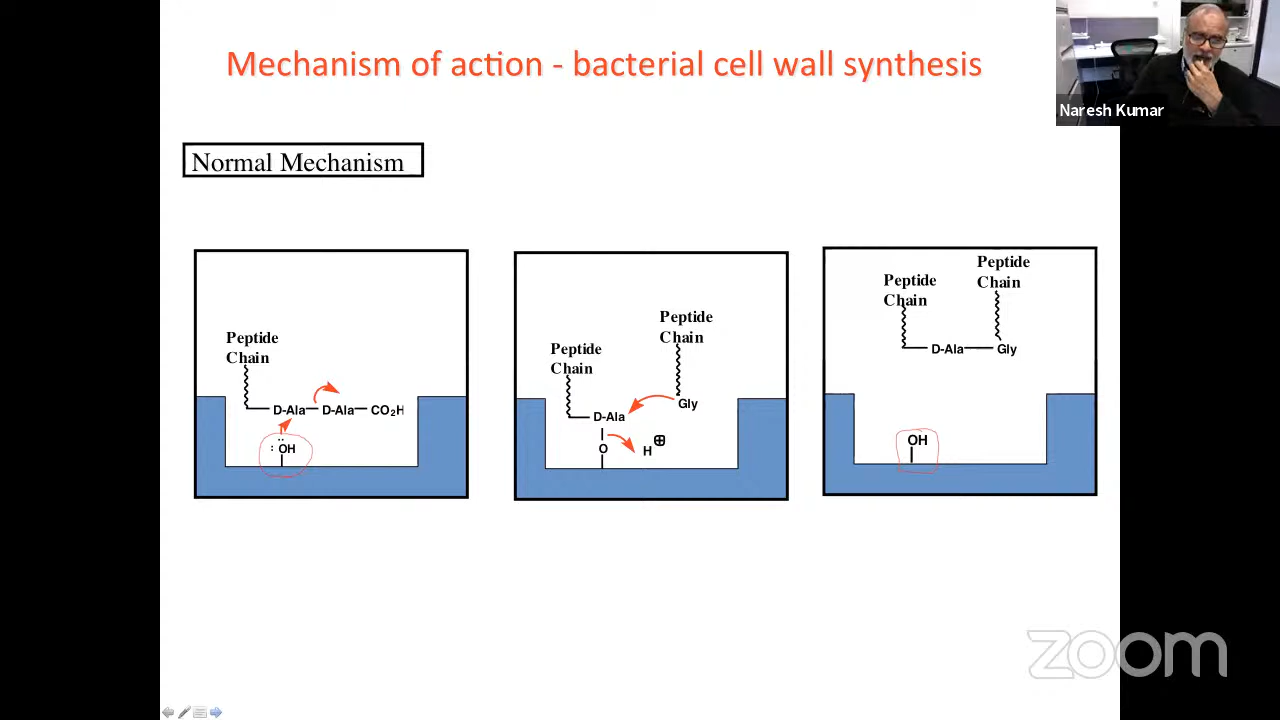 Mechanism of action - bacterial cell wall synthesis
Naresh Kumar
Normal Mechanism
Peptide
Chain
D-Ala
D-Ala
CO2H
: OH
Peptide
Chain
Peptide
Chain
Gly
D-Ala
O
H ⊕
Peptide
Chain
Peptide
Chain
D-Ala
Gly
OH
zoom